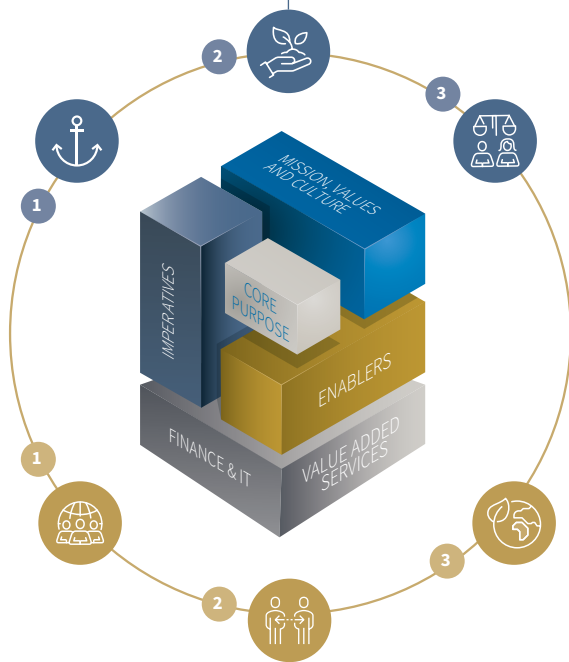 2
3
1
MISSION, VALUES
AND CULTURE
IMPERATIVES
CORE
PURPOSE
ENABLERS
FINANCE & IT
VALUE ADDED
SERVICES
1
2
3